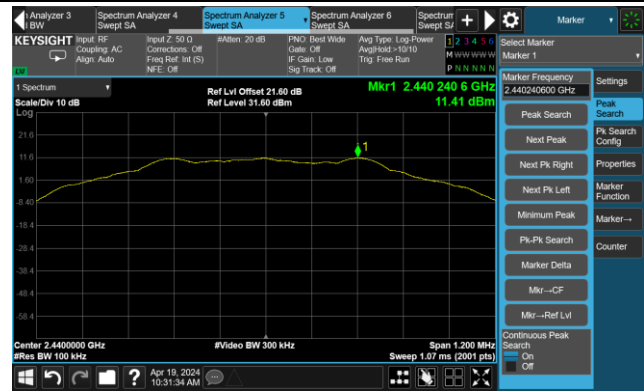 t Analyzer 3
t BW
Spectrum Analyzer 4
Swept SA
Spectrum Analyzer 5
Swept SA
Spectrum Analyzer 6
Swept SA
Spectrum
Swept SA
Marker
KEYSIGHT
Input: RF
Coupling: AC
Align: Auto
Input Z: 50 Ω
Corrections: Off
Freq Ref: Int (S)
NFE: Off
#Atten: 20 dB
PNO: Best Wide
Gate: Off
IF Gain: Low
Sig Track: Off
Avg Type: Log-Power
Avg|Hold:>10/10
Trig: Free Run
1 2 3 4 5 6
M W W W W W
P N N N N N
Select Marker
Marker 1
LU
1 Spectrum
Scale/Div 10 dB
Ref Lvl Offset 21.60 dB
Ref Level 31.60 dBm
Mkr1 2.440 240 6 GHz
11.41 dBm
Log
21.6
11.6
1.60
-8.40
-18.4
-28.4
-38.4
-48.4
-58.4
1
Center 2.4400000 GHz
#Res BW 100 kHz
#Video BW 300 kHz
Span 1.200 MHz
Sweep 1.07 ms (2001 pts)
Marker Frequency
2.440240600 GHz
Peak Search
Next Peak
Next Pk Right
Next Pk Left
Minimum Peak
Pk-Pk Search
Marker Delta
Mkr→CF
Mkr→Ref Lvl
Continuous Peak
Search
On
Off
Settings
Peak
Search
Pk Search
Config
Properties
Marker
Function
Marker→
Counter
?
Apr 19, 2024
10:31:34 AM